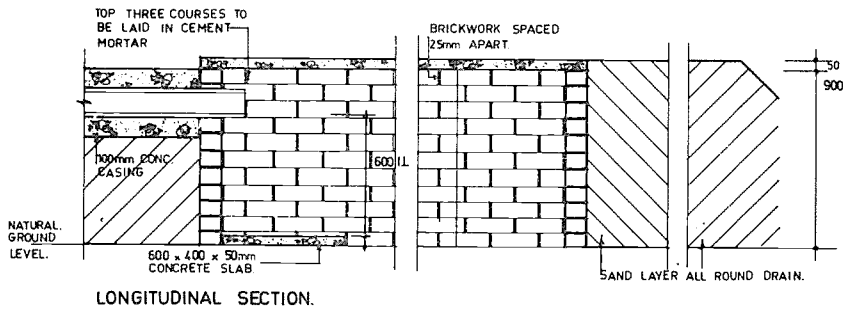 TOP THREE COURSES TO
BE LAID IN CEMENT
MORTAR
BRICKWORK SPACED
25mm APART.
50
900
100mm CONC.
CASING
600 I.L.
NATURAL.
GROUND
LEVEL.
600 x 400 x 50mm
CONCRETE SLAB.
SAND LAYER ALL ROUND DRAIN.
LONGITUDINAL SECTION.